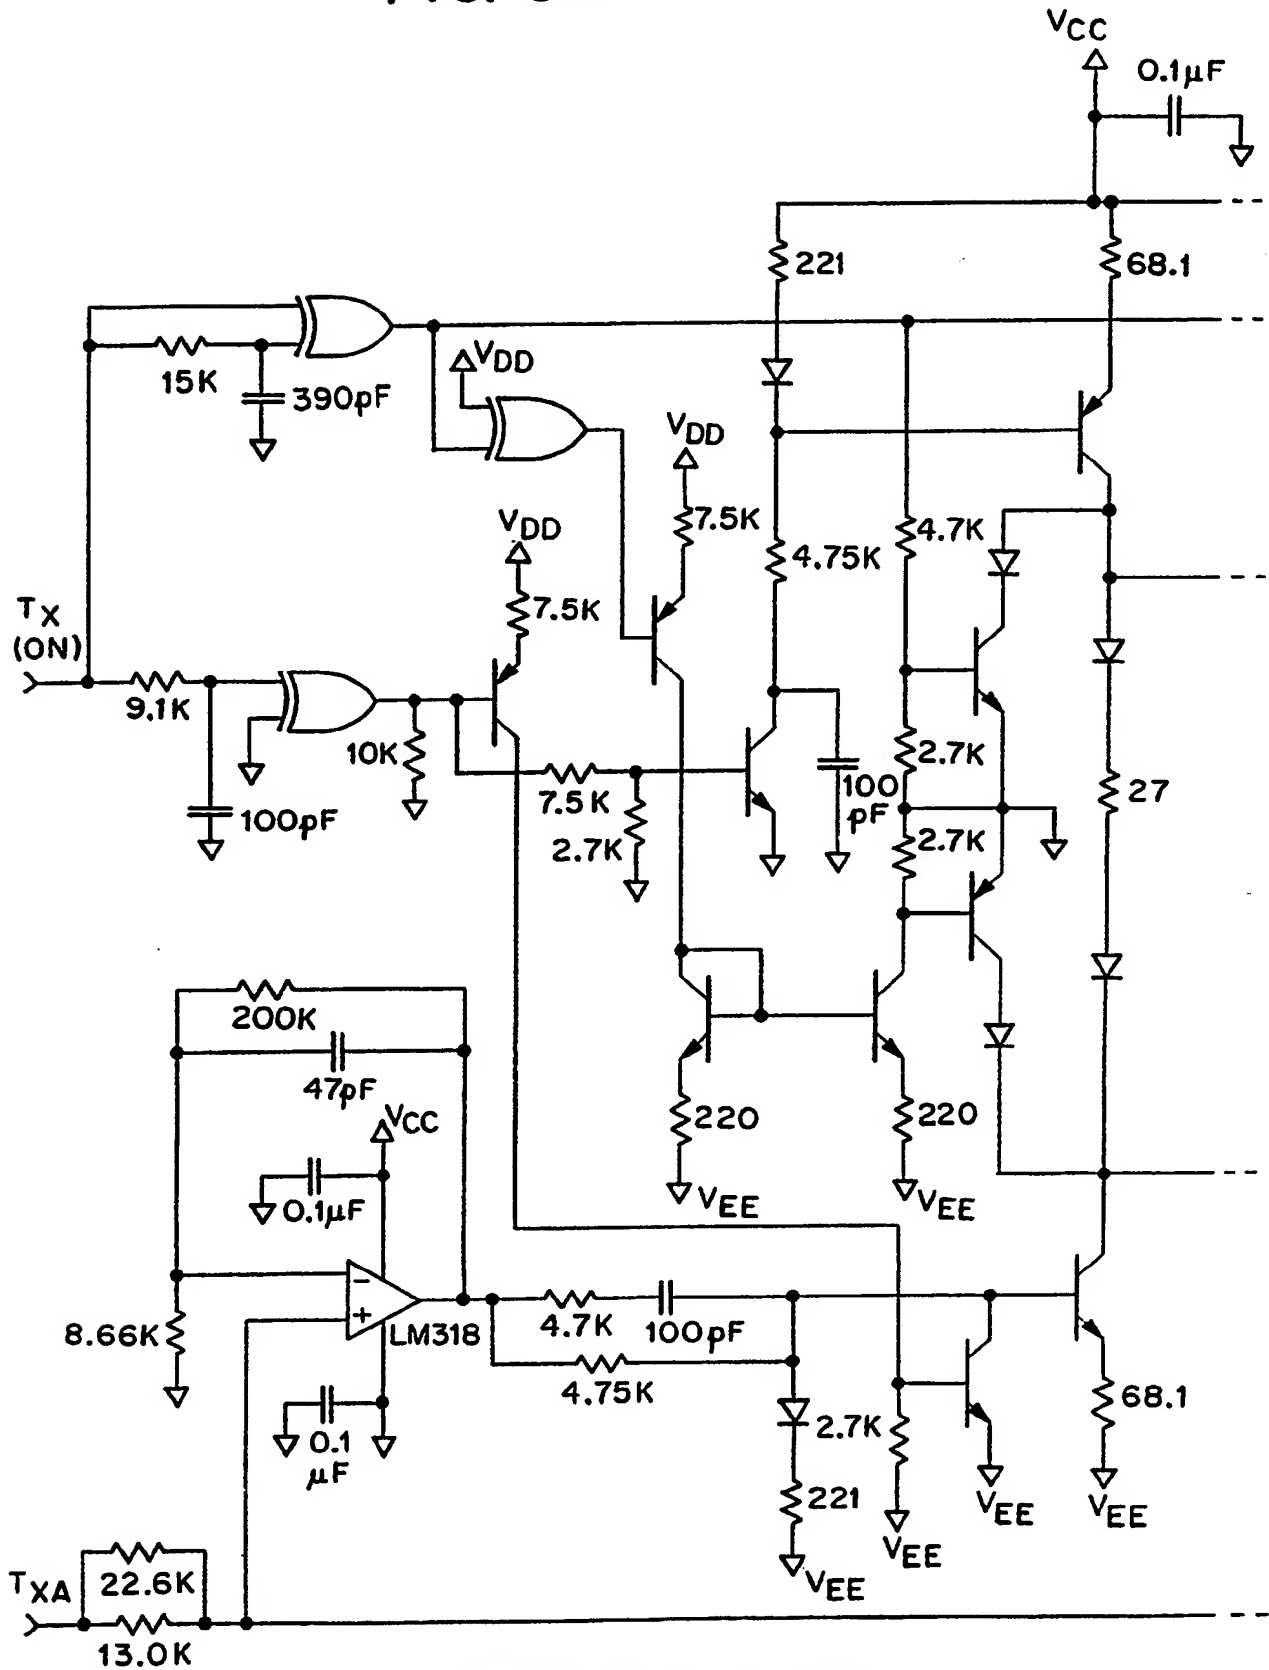 VCC
0.1µF
221
68.1
15K
390pF
VDD
VDD
7.5K
4.7K
4.75K
VDD
7.5K
TX
(ON)
9.1K
10K
2.7K
27
100pF
7.5K
100
pF
2.7K
2.7K
200K
47pF
220
220
VCC
0.1µF
VEE
VEE
−
+
LM318
8.66K
4.7K
100pF
4.75K
68.1
0.1
µF
2.7K
221
VEE
VEE
VEE
VEE
TXA
22.6K
13.0K